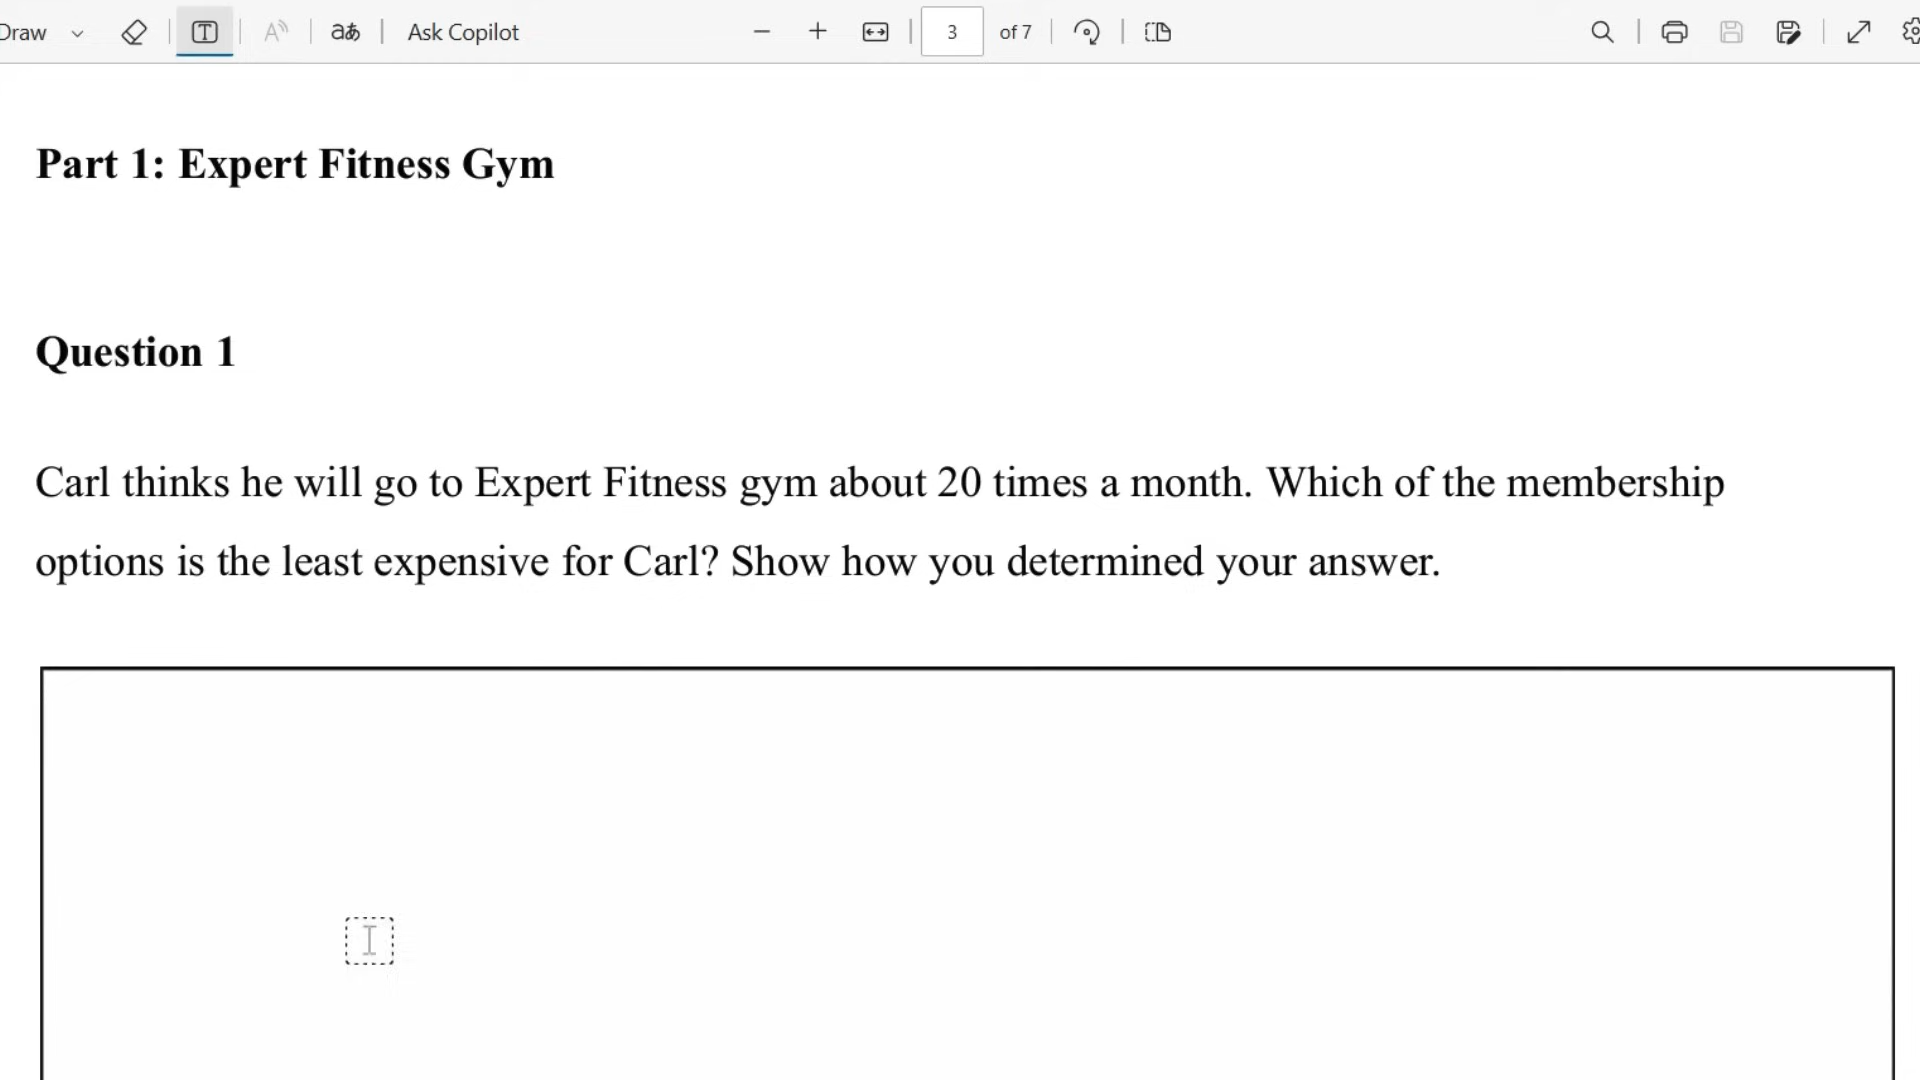 Draw
aあ
Ask Copilot
3 of 7
Part 1: Expert Fitness Gym
Question 1
Carl thinks he will go to Expert Fitness gym about 20 times a month. Which of the membership
options is the least expensive for Carl? Show how you determined your answer.